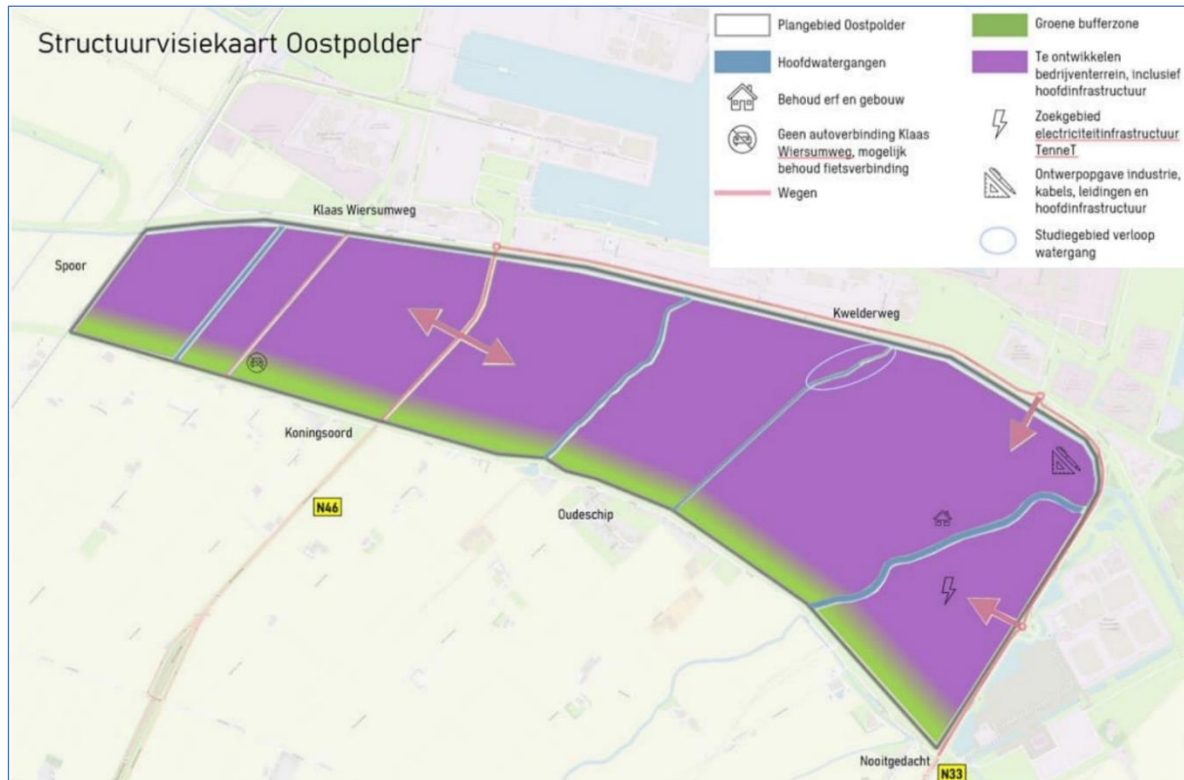 Structuurvisiekaart Oostpolder
Plangebied Oostpolder
Hoofdwatergangen
Behoud erf en gebouw
Geen autoverbinding Klaas
Wiersumweg, mogelijk
behoud fietsverbinding
Wegen
Groene bufferzone
Te ontwikkelen
bedrijventerrein, inclusief
hoofdinfrastructuur
Zoekgebied
electriciteitinfrastructuur
TenneT
Ontwerpopgave industrie,
kabels, leidingen en
hoofdinfrastructuur
Studiegebied verloop
watergang
Klaas Wiersumweg
Spoor
Kwelderweg
Koningsoord
N46
Oudeschip
Nooitgedacht
N33